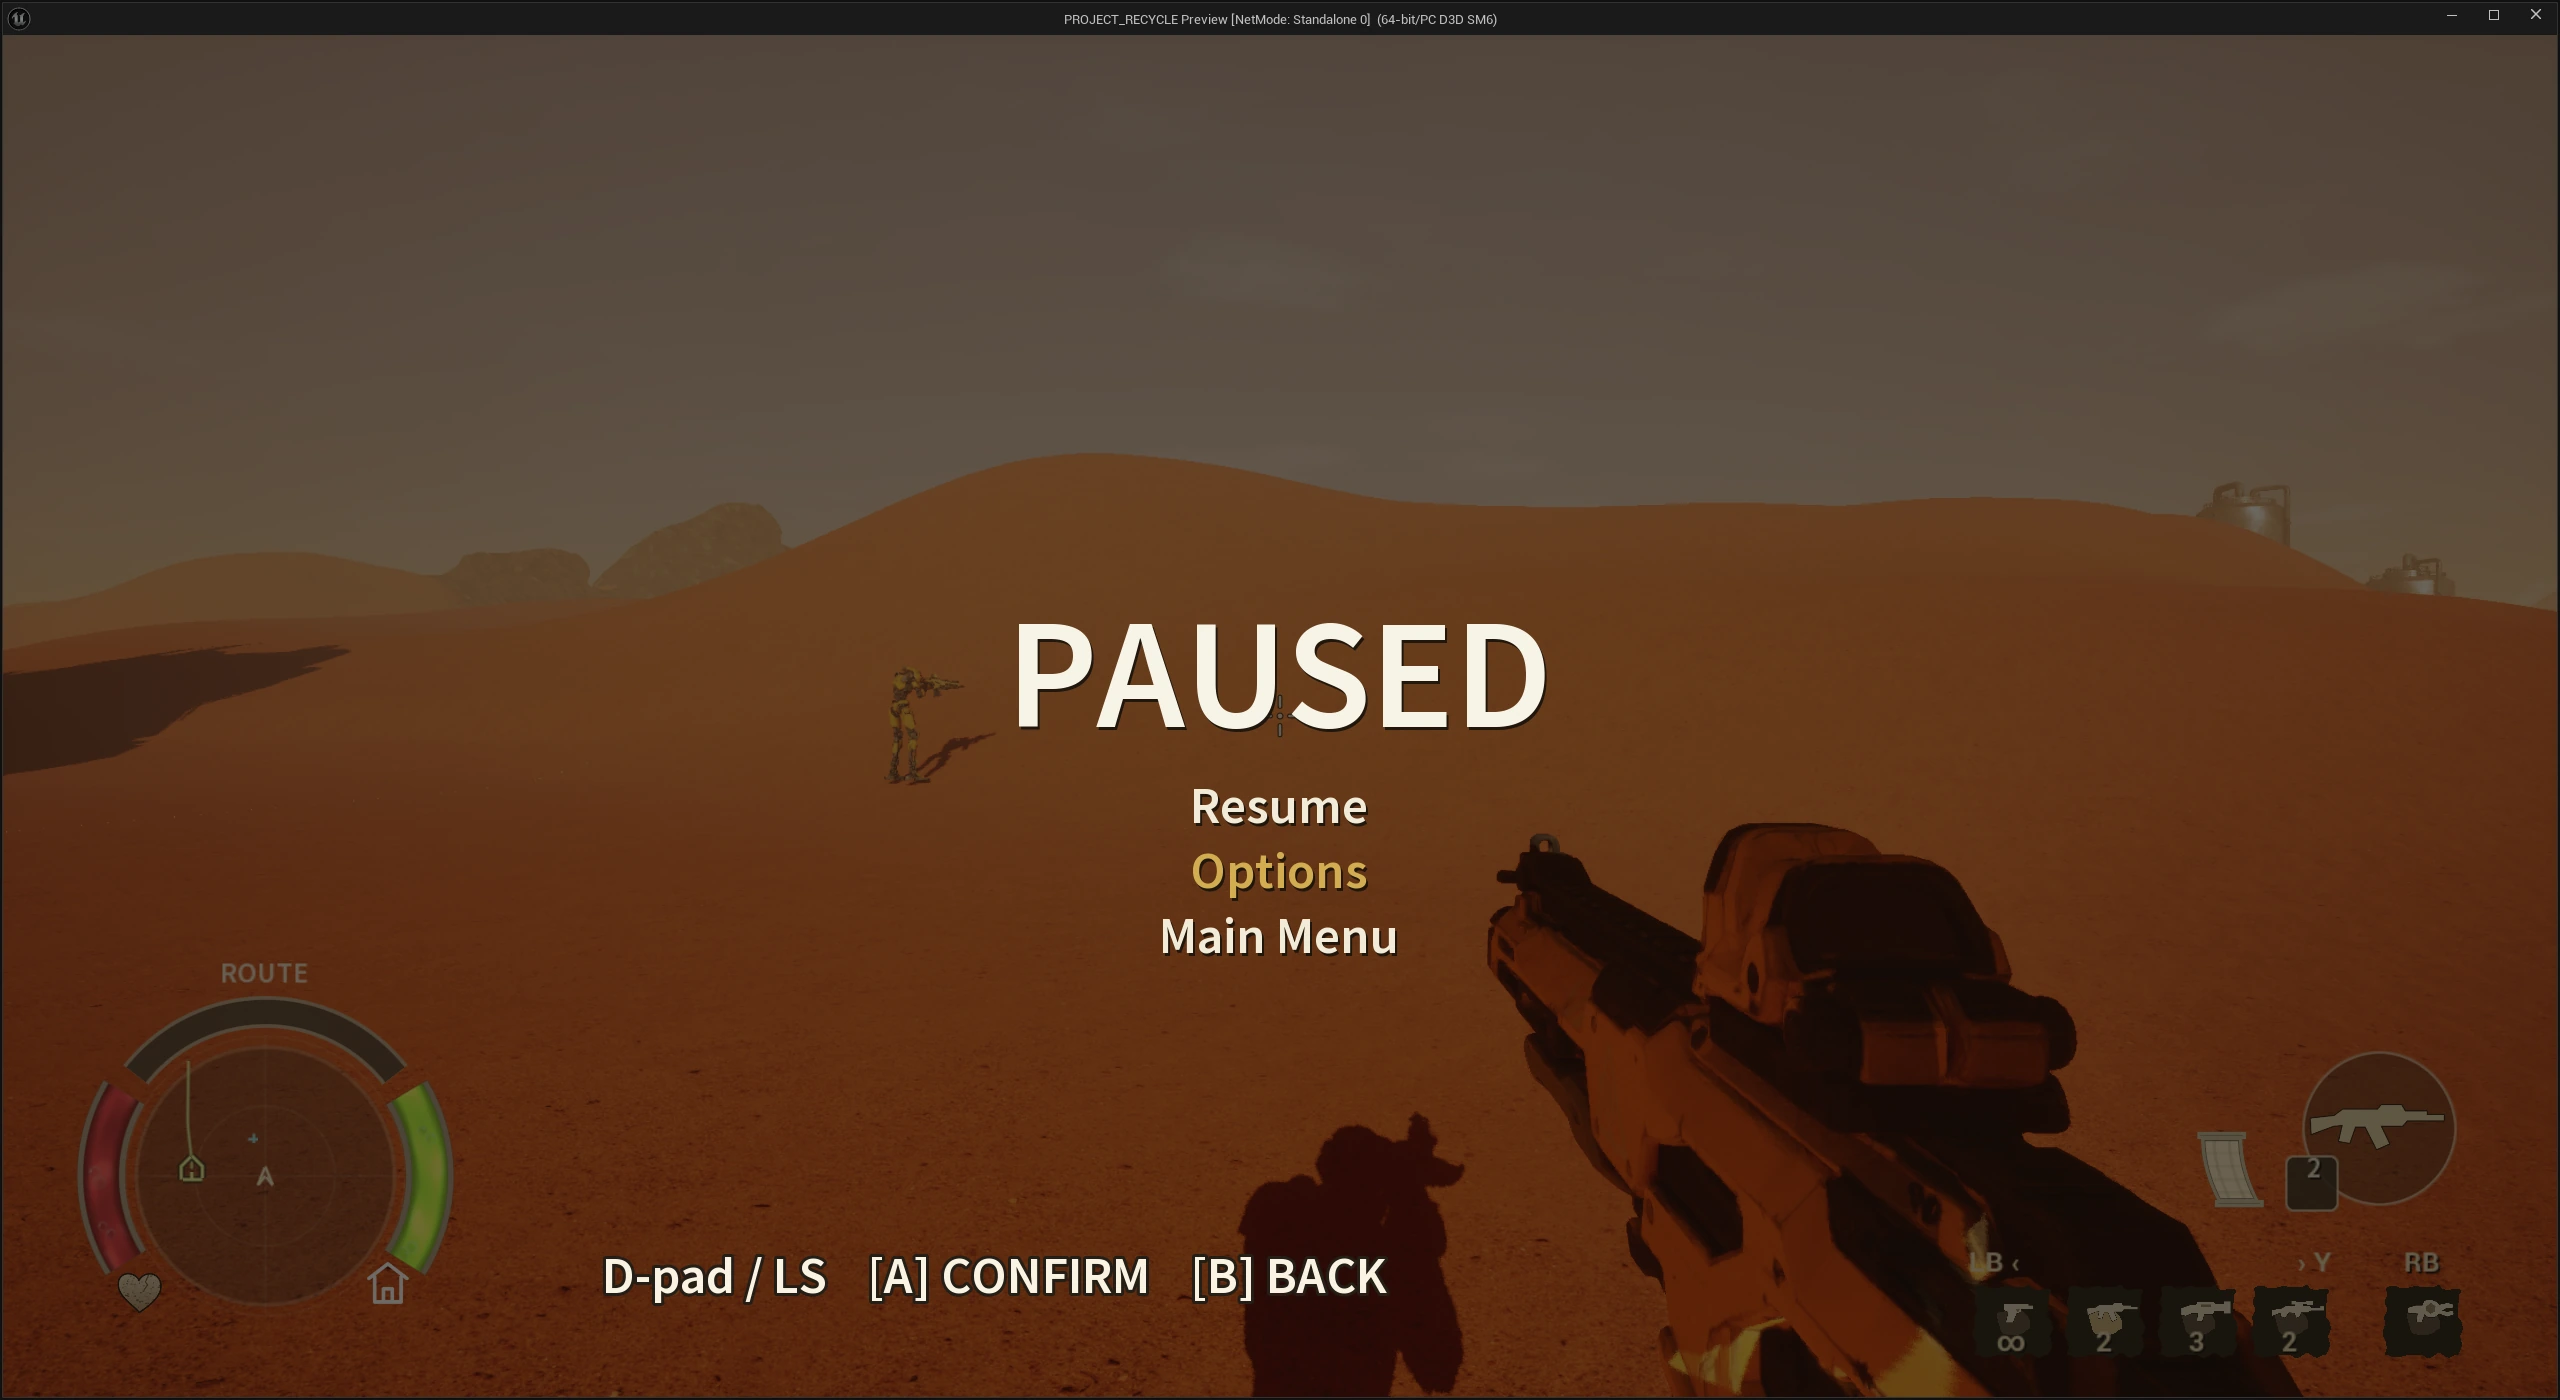 PROJECT_RECYCLE Preview [NetMode: Standalone 0]  (64-bit/PC D3D SM6)
PAUSED
Resume
Options
Main Menu
ROUTE
2
D-pad / LS [A] CONFIRM [B] BACK
LB ‹ › Y RB
∞ 2 3 2